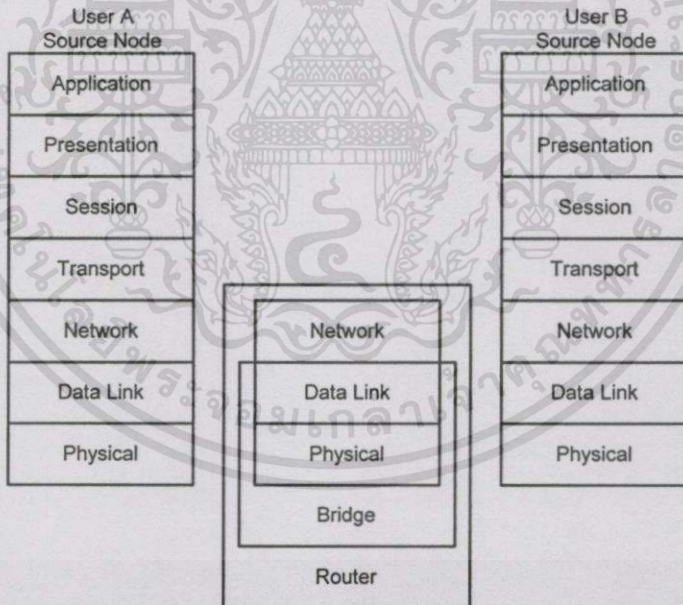 User A
Source Node
Application
Presentation
Session
Transport
Network
Data Link
Physical
Network
Data Link
Physical
Bridge
Router
User B
Source Node
Application
Presentation
Session
Transport
Network
Data Link
Physical